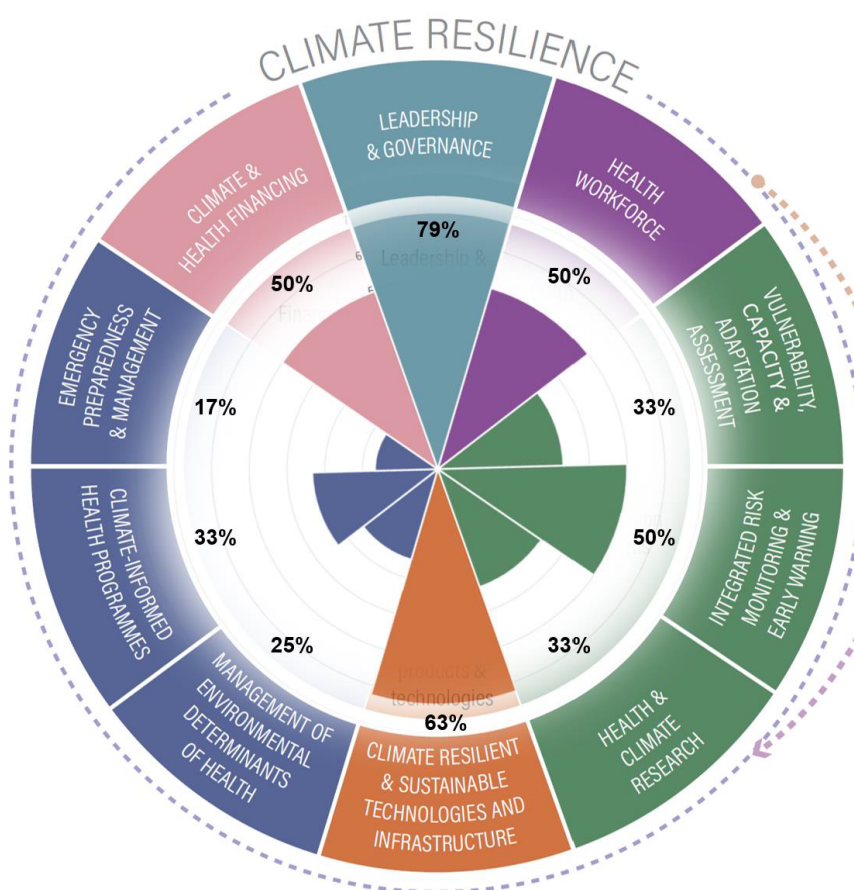 CLIMATE RESILIENCE
LEADERSHIP
& GOVERNANCE
79%
Leadership &
HEALTH
WORKFORCE
50%
VULNERABILITY,
CAPACITY &
ADAPTATION
ASSESSMENT
33%
INTEGRATED RISK
MONITORING &
EARLY WARNING
50%
HEALTH &
CLIMATE
RESEARCH
33%
products &
technologies
63%
CLIMATE RESILIENT
& SUSTAINABLE
TECHNOLOGIES AND
INFRASTRUCTURE
MANAGEMENT OF
ENVIRONMENTAL
DETERMINANTS
OF HEALTH
25%
CLIMATE-INFORMED
HEALTH PROGRAMMES
33%
EMERGENCY
PREPAREDNESS
& MANAGEMENT
17%
CLIMATE &
HEALTH FINANCING
50%
6